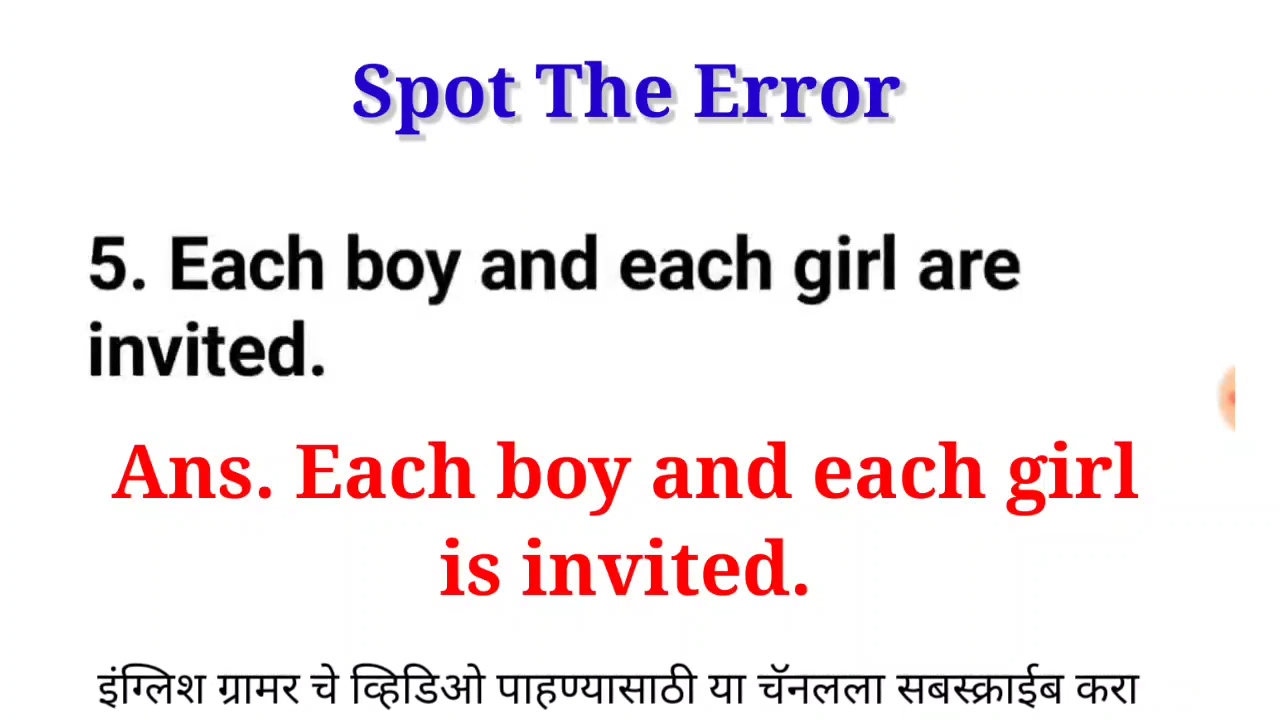 Spot The Error
5. Each boy and each girl are
invited.
Ans. Each boy and each girl
is invited.
इंग्लिश ग्रामर चे व्हिडिओ पाहण्यासाठी या चॅनलला सबस्क्राईब करा